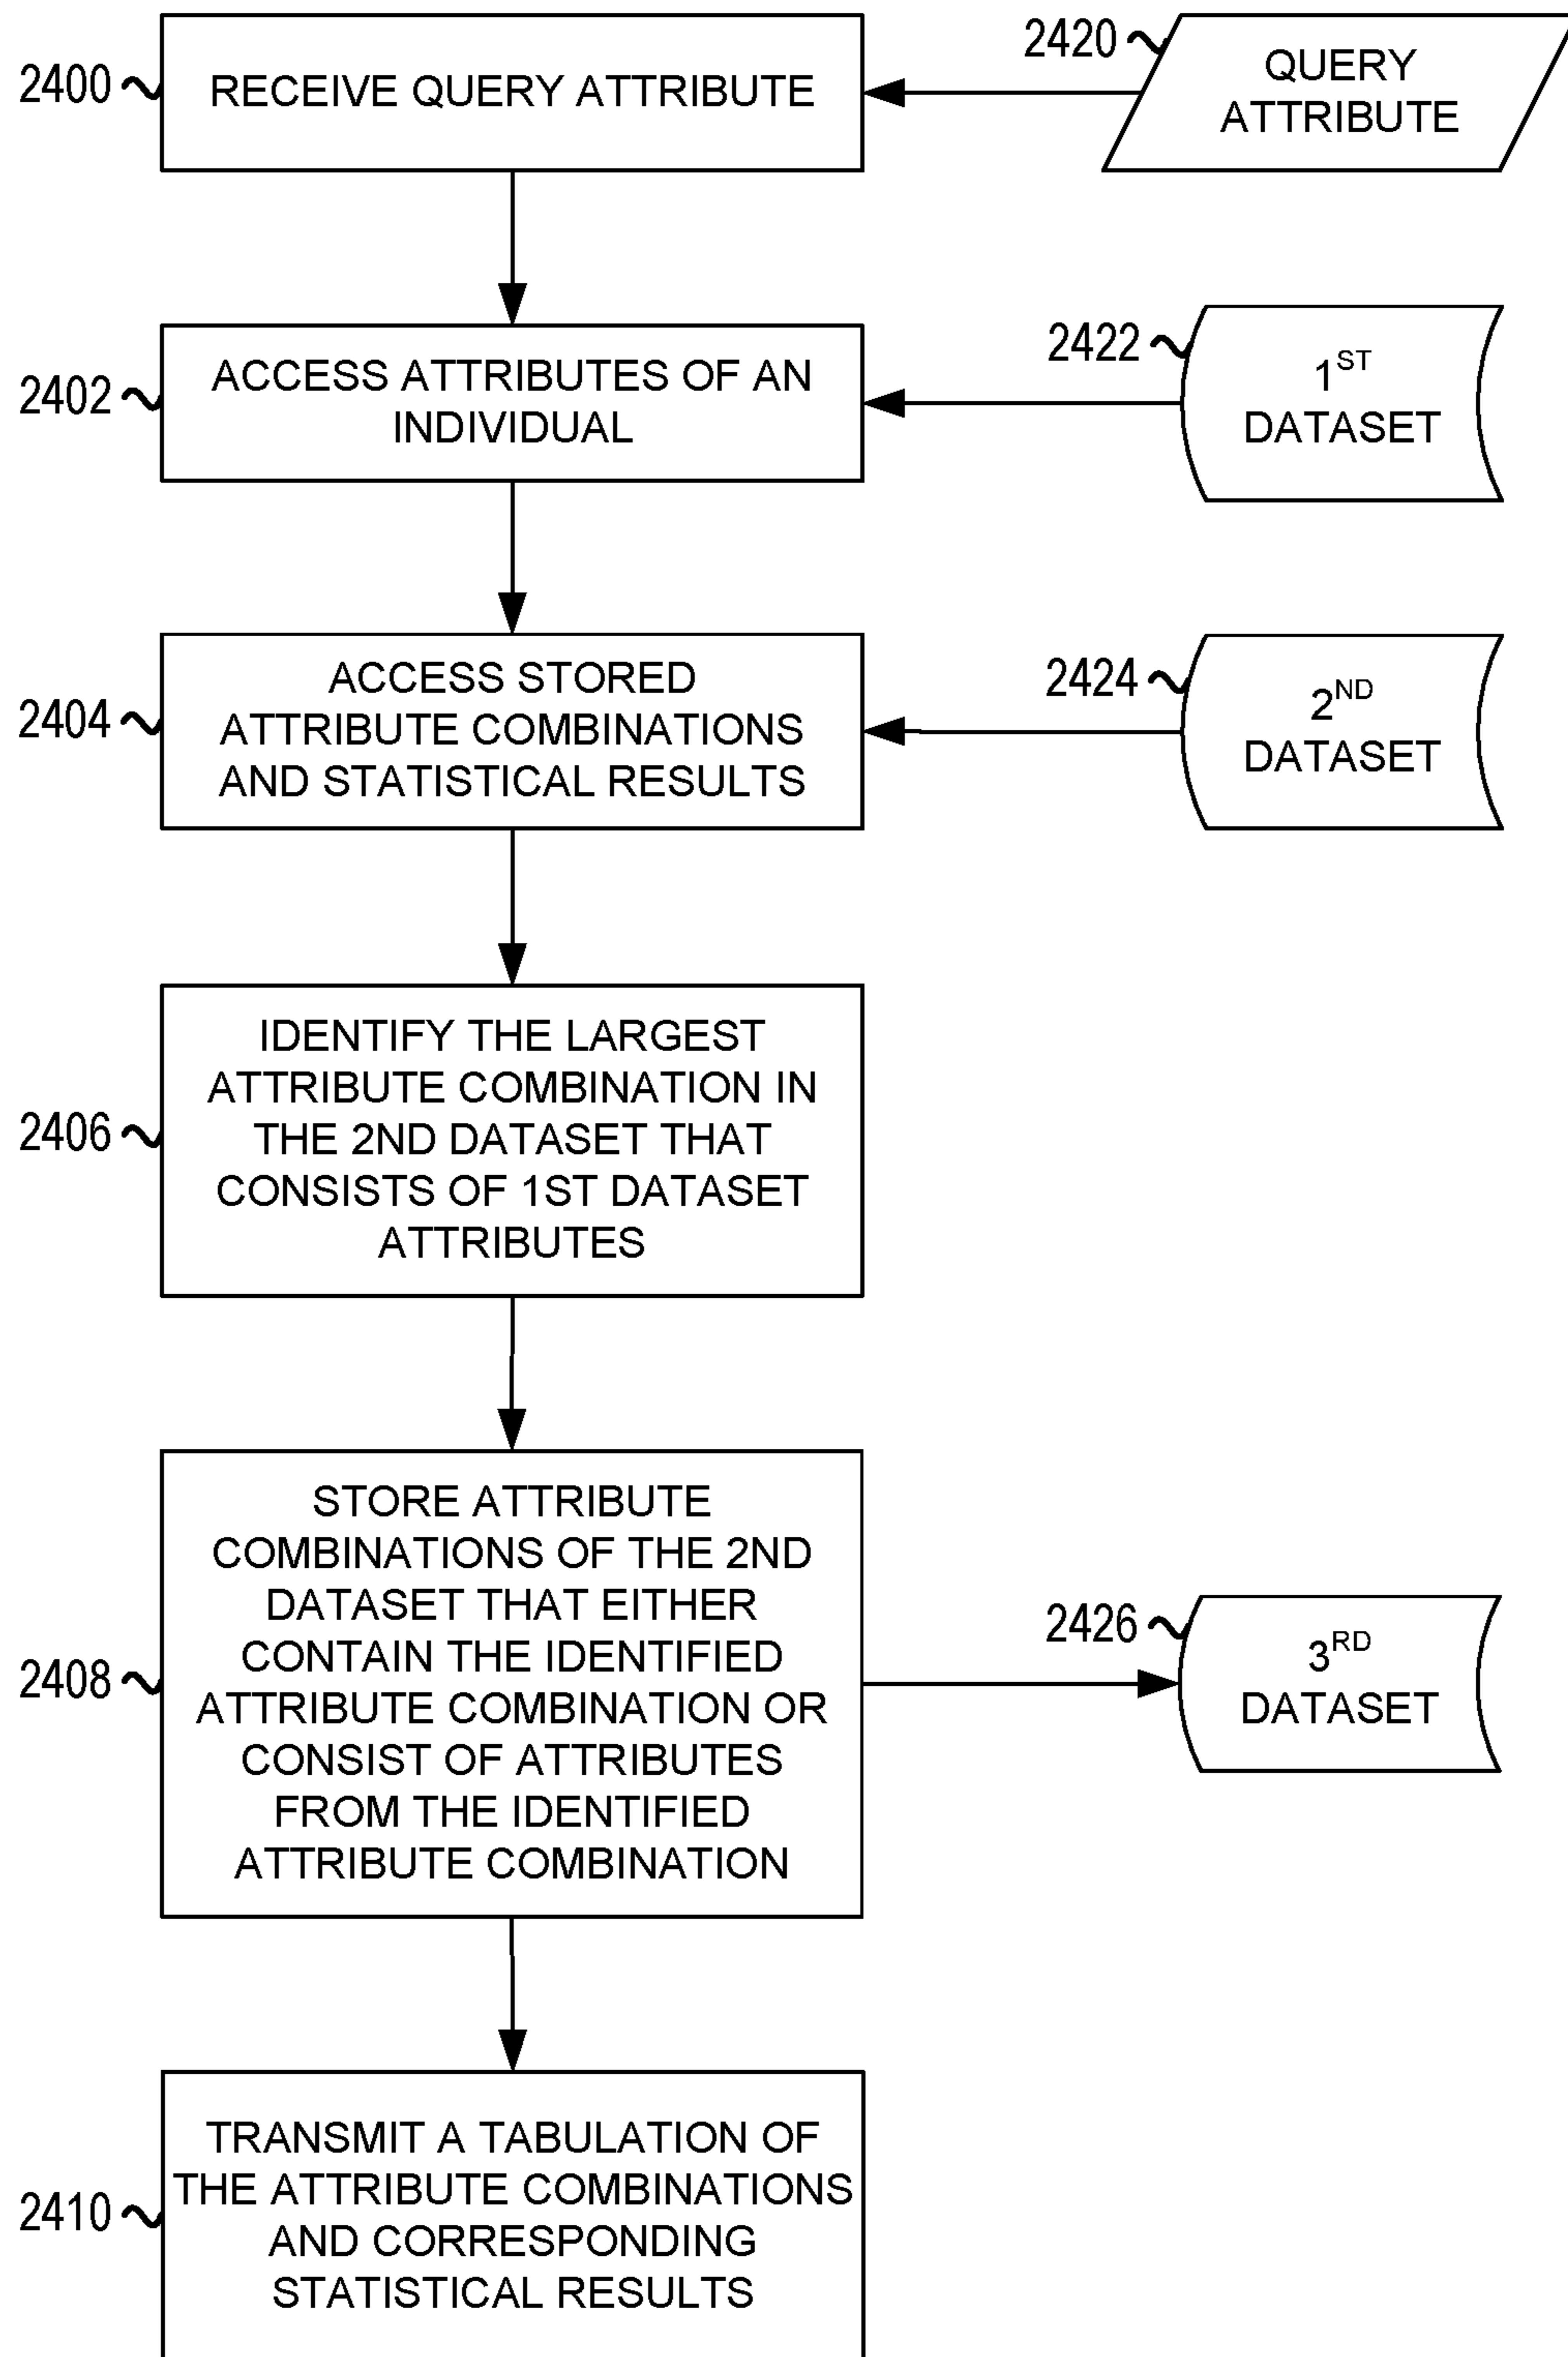 2400
RECEIVE QUERY ATTRIBUTE
2420
QUERY
ATTRIBUTE
2402
ACCESS ATTRIBUTES OF AN
INDIVIDUAL
2422
1ST
DATASET
2404
ACCESS STORED
ATTRIBUTE COMBINATIONS
AND STATISTICAL RESULTS
2424
2ND
DATASET
2406
IDENTIFY THE LARGEST
ATTRIBUTE COMBINATION IN
THE 2ND DATASET THAT
CONSISTS OF 1ST DATASET
ATTRIBUTES
2408
STORE ATTRIBUTE
COMBINATIONS OF THE 2ND
DATASET THAT EITHER
CONTAIN THE IDENTIFIED
ATTRIBUTE COMBINATION OR
CONSIST OF ATTRIBUTES
FROM THE IDENTIFIED
ATTRIBUTE COMBINATION
2426
3RD
DATASET
2410
TRANSMIT A TABULATION OF
THE ATTRIBUTE COMBINATIONS
AND CORRESPONDING
STATISTICAL RESULTS